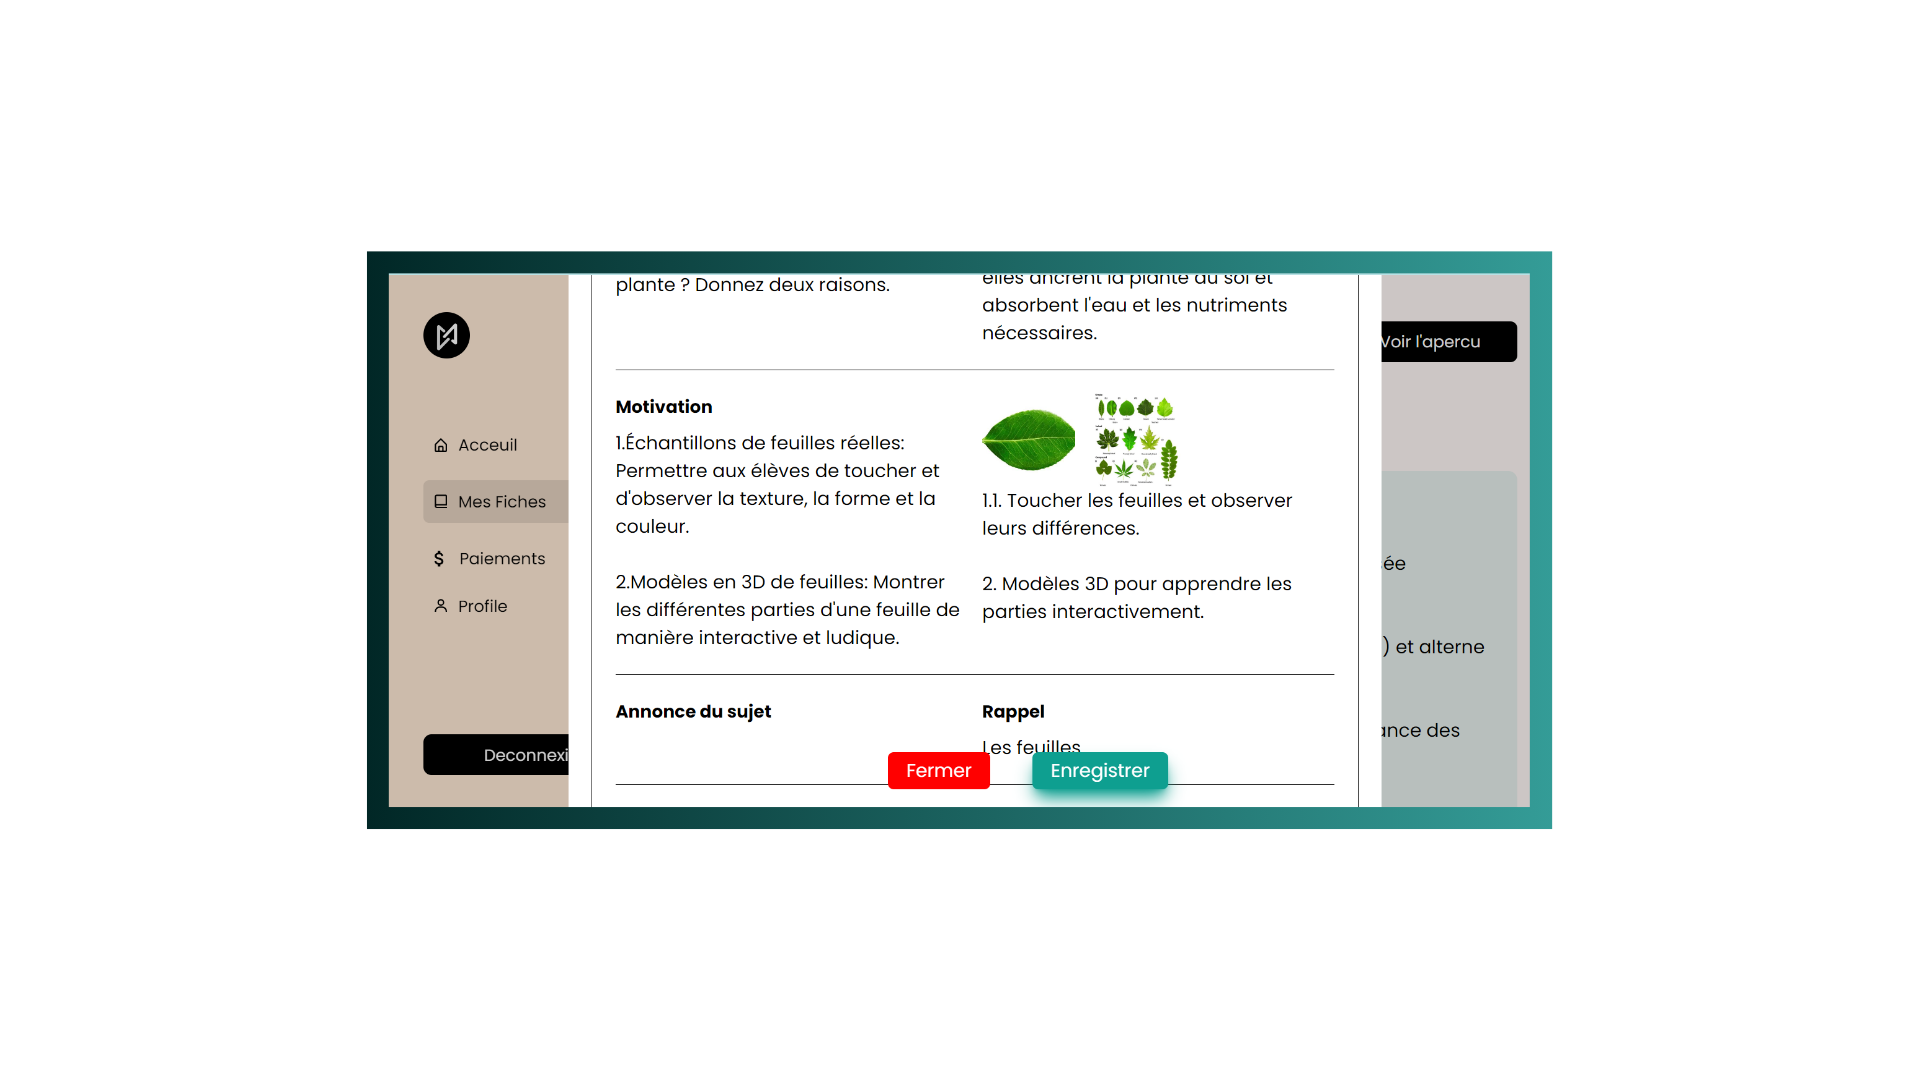 plante ? Donnez deux raisons.
elles ancrent la plante au sol et
absorbent l'eau et les nutriments
nécessaires.
Voir l'apercu
Acceuil
Mes Fiches
Paiements
Profile
Deconnexi
Motivation
1.Échantillons de feuilles réelles:
Permettre aux élèves de toucher et
d'observer la texture, la forme et la
couleur.
2.Modèles en 3D de feuilles: Montrer
les différentes parties d'une feuille de
manière interactive et ludique.
1.1. Toucher les feuilles et observer
leurs différences.
2. Modèles 3D pour apprendre les
parties interactivement.
Annonce du sujet
Rappel
Les feuilles
Fermer
Enregistrer
ée
) et alterne
ance des